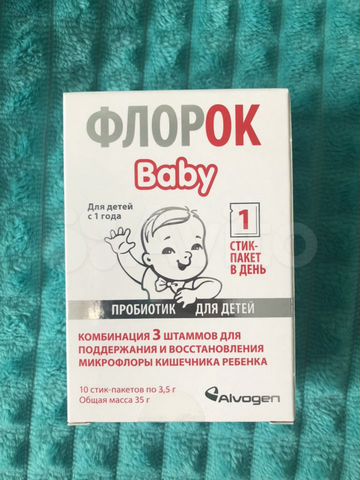 ФЛОРОК
Baby
Для детей
с 1 года
1
СТИК-
ПАКЕТ
В ДЕНЬ
ПРОБИОТИК ДЛЯ ДЕТЕЙ
КОМБИНАЦИЯ 3 ШТАММОВ ДЛЯ
ПОДДЕРЖАНИЯ И ВОССТАНОВЛЕНИЯ
МИКРОФЛОРЫ КИШЕЧНИКА РЕБЕНКА
10 стик-пакетов по 3,5 г
Общая масса 35 г
Alvogen